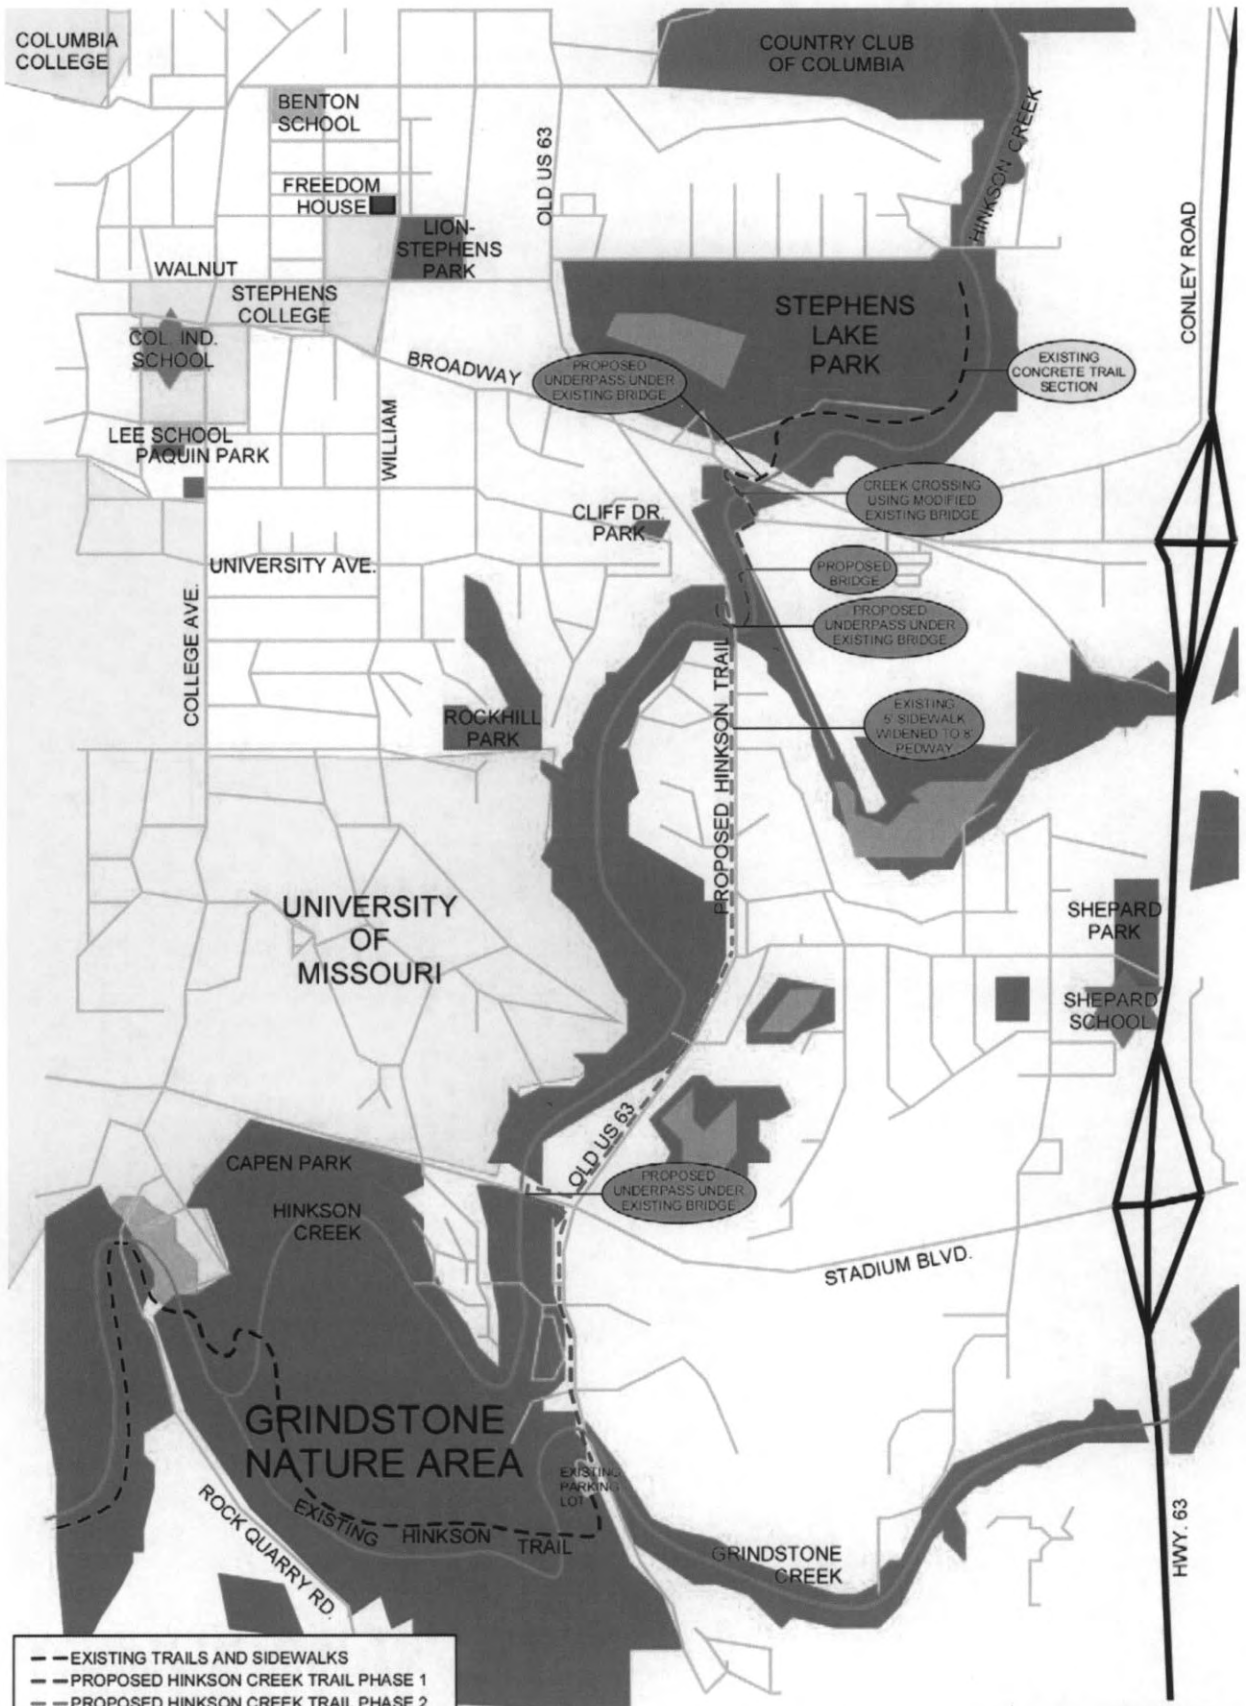 COLUMBIA
COLLEGE
COUNTRY CLUB
OF COLUMBIA
BENTON
SCHOOL
HINKSON CREEK
OLD US 63
FREEDOM
HOUSE
LION-
STEPHENS
PARK
WALNUT
STEPHENS
COLLEGE
CONLEY ROAD
STEPHENS
LAKE
PARK
COL. IND.
SCHOOL
BROADWAY
PROPOSED
UNDERPASS UNDER
EXISTING BRIDGE
EXISTING
CONCRETE TRAIL
SECTION
WILLIAM
LEE SCHOOL
PAQUIN PARK
CREEK CROSSING
USING MODIFIED
EXISTING BRIDGE
CLIFF DR.
PARK
UNIVERSITY AVE.
PROPOSED
BRIDGE
PROPOSED
UNDERPASS UNDER
EXISTING BRIDGE
COLLEGE AVE.
PROPOSED HINKSON TRAIL
EXISTING
5' SIDEWALK
WIDENED TO 8'
PEDWAY
ROCKHILL
PARK
UNIVERSITY
OF
MISSOURI
SHEPARD
PARK
SHEPARD
SCHOOL
OLD US 63
CAPEN PARK
PROPOSED
UNDERPASS UNDER
EXISTING BRIDGE
HINKSON
CREEK
STADIUM BLVD.
GRINDSTONE
NATURE AREA
EXISTING
PARKING
LOT
EXISTING HINKSON TRAIL
ROCK QUARRY RD.
GRINDSTONE
CREEK
HWY. 63
EXISTING TRAILS AND SIDEWALKS
PROPOSED HINKSON CREEK TRAIL PHASE 1
PROPOSED HINKSON CREEK TRAIL PHASE 2